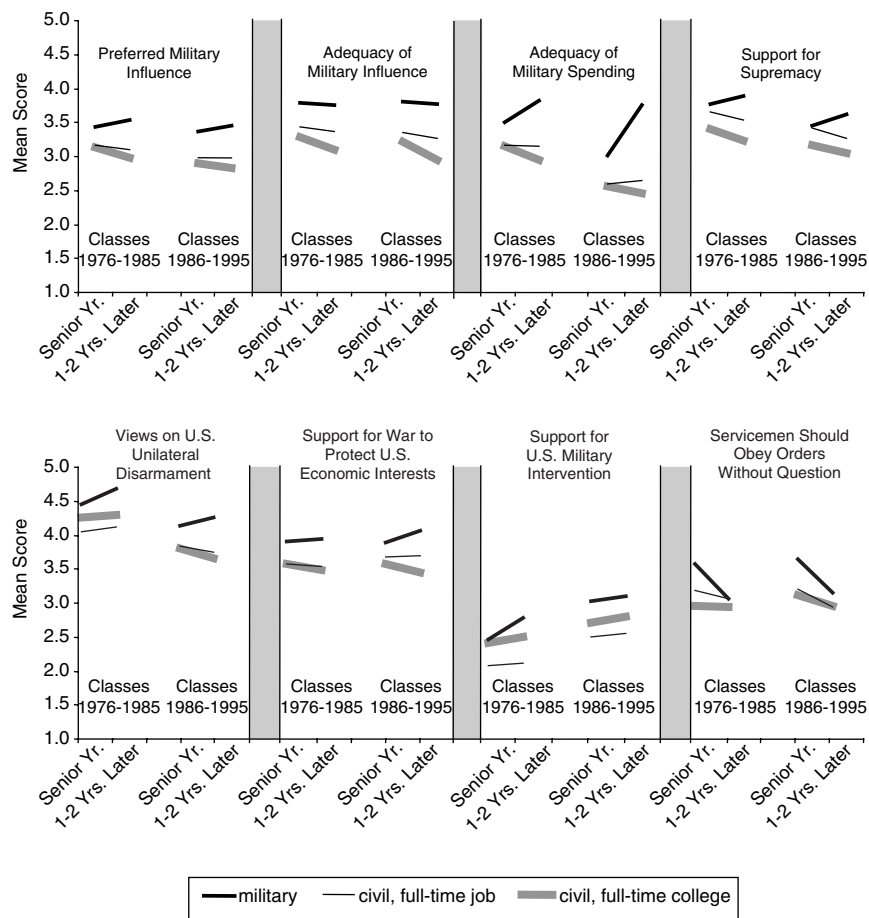 5.0
4.5
4.0
3.5
3.0
2.5
2.0
1.5
1.0
Mean Score
Preferred Military
Influence
Adequacy of
Military Influence
Adequacy of
Military Spending
Support for
Supremacy
Classes
1976-1985
Classes
1986-1995
Classes
1976-1985
Classes
1986-1995
Classes
1976-1985
Classes
1986-1995
Classes
1976-1985
Classes
1986-1995
Senior Yr.
1-2 Yrs. Later
Senior Yr.
1-2 Yrs. Later
Senior Yr.
1-2 Yrs. Later
Senior Yr.
1-2 Yrs. Later
Senior Yr.
1-2 Yrs. Later
Senior Yr.
1-2 Yrs. Later
Senior Yr.
1-2 Yrs. Later
Senior Yr.
1-2 Yrs. Later
Views on U.S.
Unilateral
Disarmament
Support for War to
Protect U.S.
Economic Interests
Support for
U.S. Military
Intervention
Servicemen Should
Obey Orders
Without Question
5.0
4.5
4.0
3.5
3.0
2.5
2.0
1.5
1.0
Mean Score
Classes
1976-1985
Classes
1986-1995
Classes
1976-1985
Classes
1986-1995
Classes
1976-1985
Classes
1986-1995
Classes
1976-1985
Classes
1986-1995
Senior Yr.
1-2 Yrs. Later
Senior Yr.
1-2 Yrs. Later
Senior Yr.
1-2 Yrs. Later
Senior Yr.
1-2 Yrs. Later
Senior Yr.
1-2 Yrs. Later
Senior Yr.
1-2 Yrs. Later
Senior Yr.
1-2 Yrs. Later
Senior Yr.
1-2 Yrs. Later
military civil, full-time job civil, full-time college